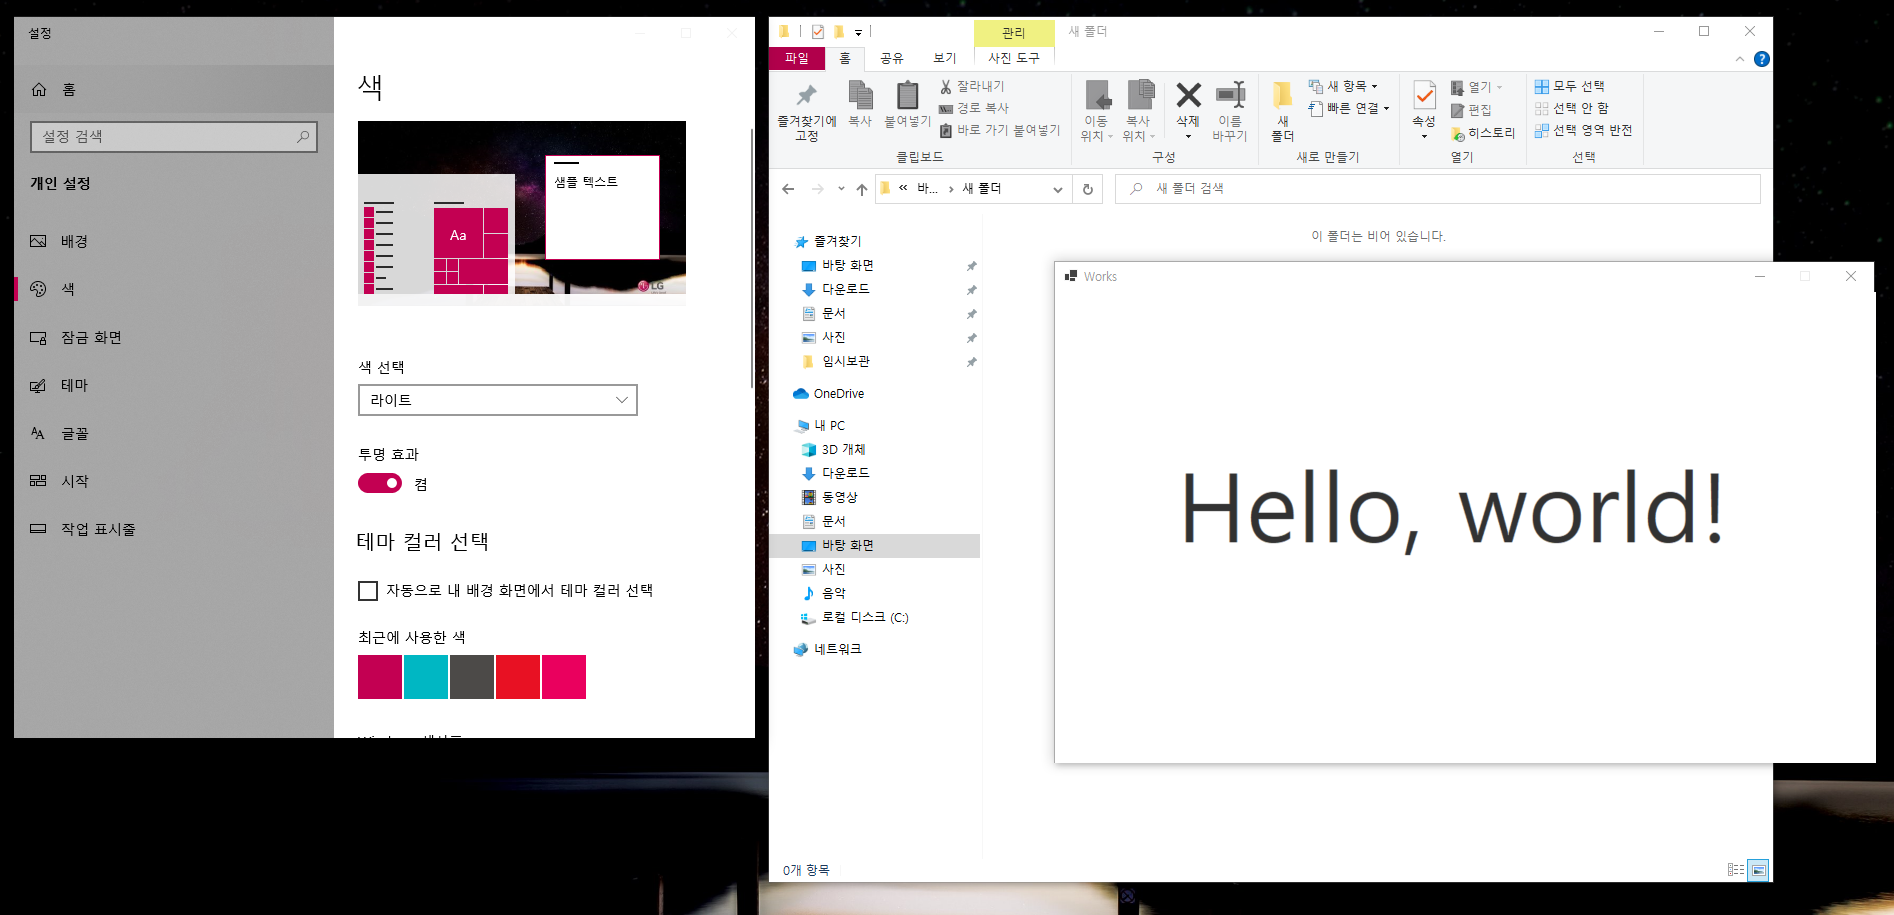 설정
홈
설정 검색
개인 설정
배경
색
잠금 화면
테마
글꼴
시작
작업 표시줄
색
샘플 텍스트
Aa
LG
색 선택
라이트
투명 효과
켬
테마 컬러 선택
자동으로 내 배경 화면에서 테마 컬러 선택
최근에 사용한 색
관리
새 폴더
파일
홈
공유
보기
사진 도구
즐겨찾기에
고정
복사
붙여넣기
잘라내기
경로 복사
바로 가기 붙여넣기
클립보드
이동
위치
복사
위치
삭제
이름
바꾸기
구성
새
폴더
새 항목
빠른 연결
새로 만들기
속성
열기
편집
히스토리
열기
모두 선택
선택 안 함
선택 영역 반전
선택
« 바... › 새 폴더
새 폴더 검색
즐겨찾기
바탕 화면
다운로드
문서
사진
임시보관
OneDrive
내 PC
3D 개체
다운로드
동영상
문서
바탕 화면
사진
음악
로컬 디스크 (C:)
네트워크
이 폴더는 비어 있습니다.
0개 항목
Works
Hello, world!